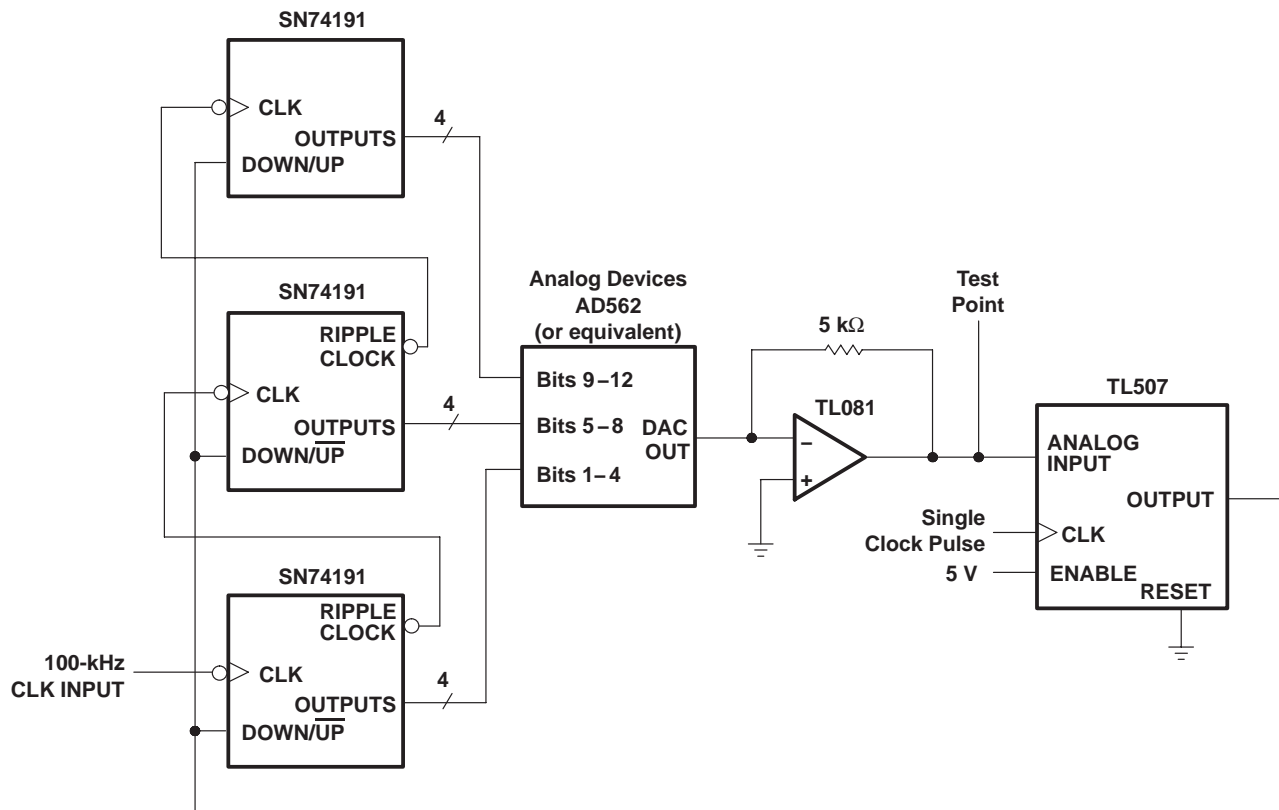 SN74191
CLK
OUTPUTS
DOWN/UP
4
SN74191
RIPPLE
CLOCK
CLK
OUTPUTS
DOWN/U̅P̅
4
SN74191
RIPPLE
CLOCK
100-kHz
CLK INPUT
CLK
OUTPUTS
DOWN/U̅P̅
4
Analog Devices
AD562
(or equivalent)
Bits 9–12
Bits 5–8
Bits 1–4
DAC
OUT
5 kΩ
TL081
–
+
Test
Point
TL507
ANALOG
INPUT
OUTPUT
Single
Clock Pulse
CLK
5 V
ENABLE
RESET